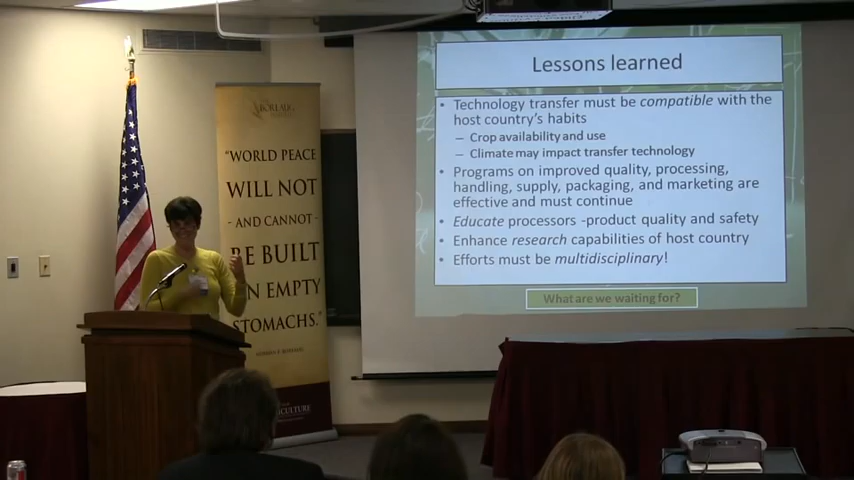 BORLAUG
"WORLD PEACE
WILL NOT
- AND CANNOT -
BE BUILT
ON EMPTY
STOMACHS."
Lessons learned
• Technology transfer must be compatible with the
host country's habits
– Crop availability and use
– Climate may impact transfer technology
• Programs on improved quality, processing,
handling, supply, packaging, and marketing are
effective and must continue
• Educate processors -product quality and safety
• Enhance research capabilities of host country
• Efforts must be multidisciplinary!
What are we waiting for?